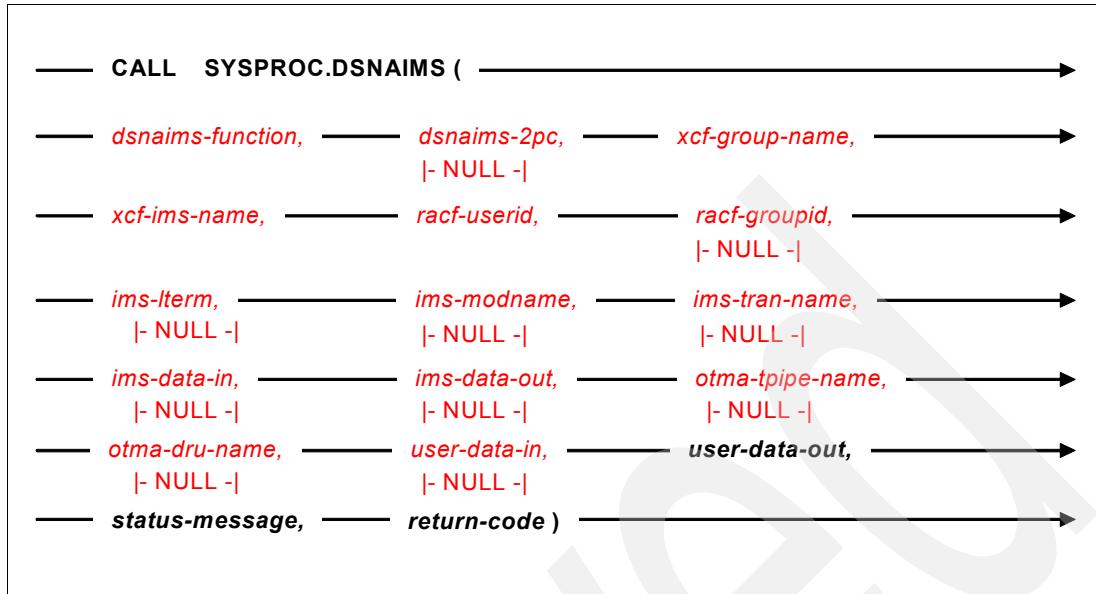 CALL SYSPROC.DSNAIMS (
dsnaims-function, dsnaims-2pc, xcf-group-name,
|- NULL -|
xcf-ims-name, racf-userid, racf-groupid,
|- NULL -|
ims-lterm, ims-modname, ims-tran-name,
|- NULL -| |- NULL -| |- NULL -|
ims-data-in, ims-data-out, otma-tpipe-name,
|- NULL -| |- NULL -| |- NULL -|
otma-dru-name, user-data-in, user-data-out,
|- NULL -| |- NULL -|
status-message, return-code )